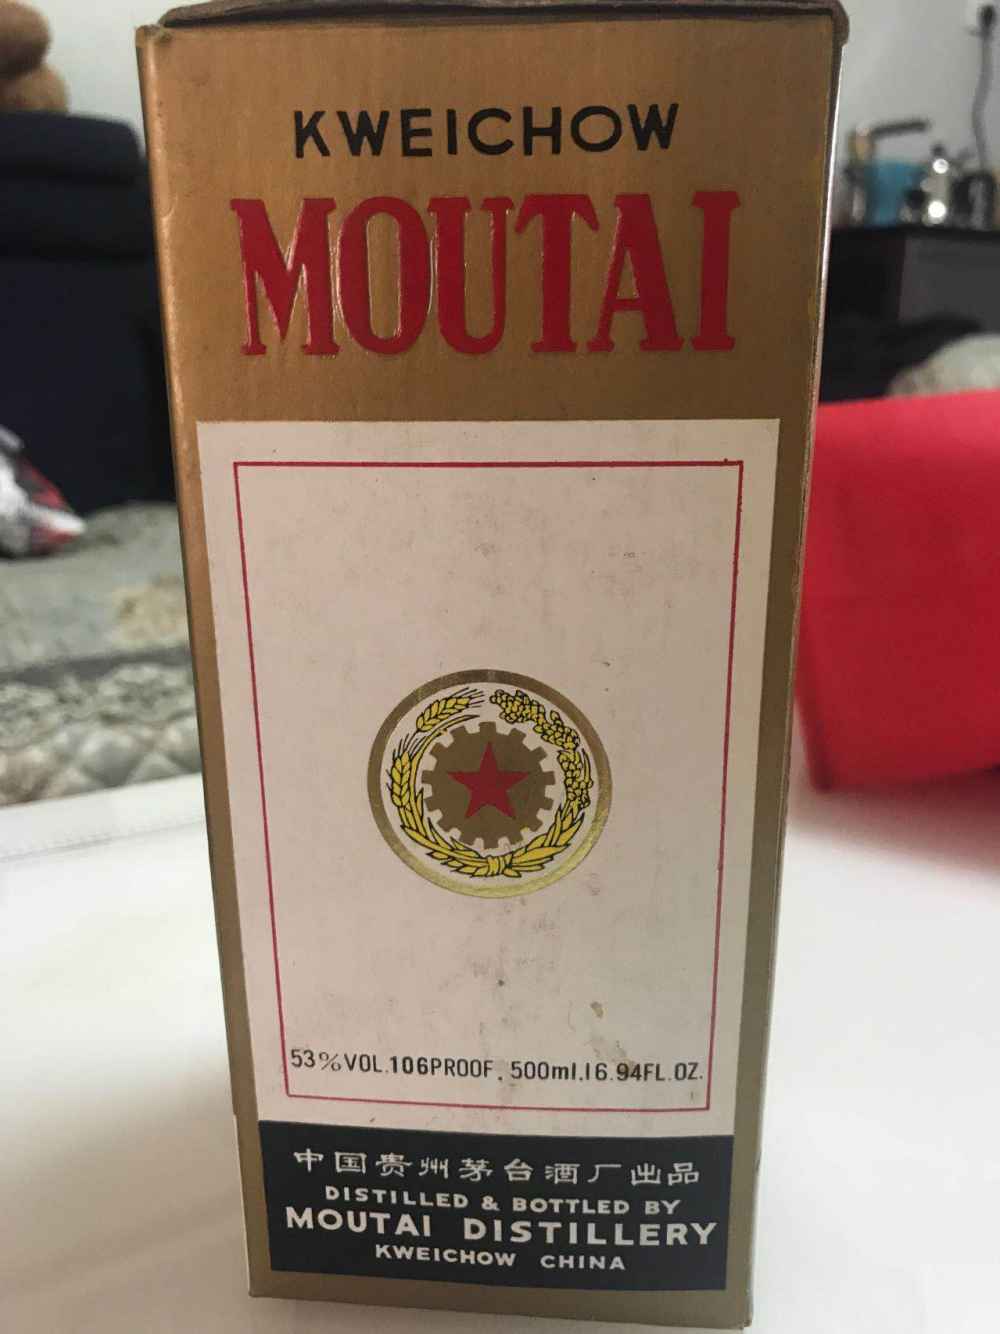 KWEICHOW
MOUTAI
53%VOL.106PROOF. 500ml.16.94FL.OZ.
中国贵州茅台酒厂出品
DISTILLED & BOTTLED BY
MOUTAI DISTILLERY
KWEICHOW CHINA